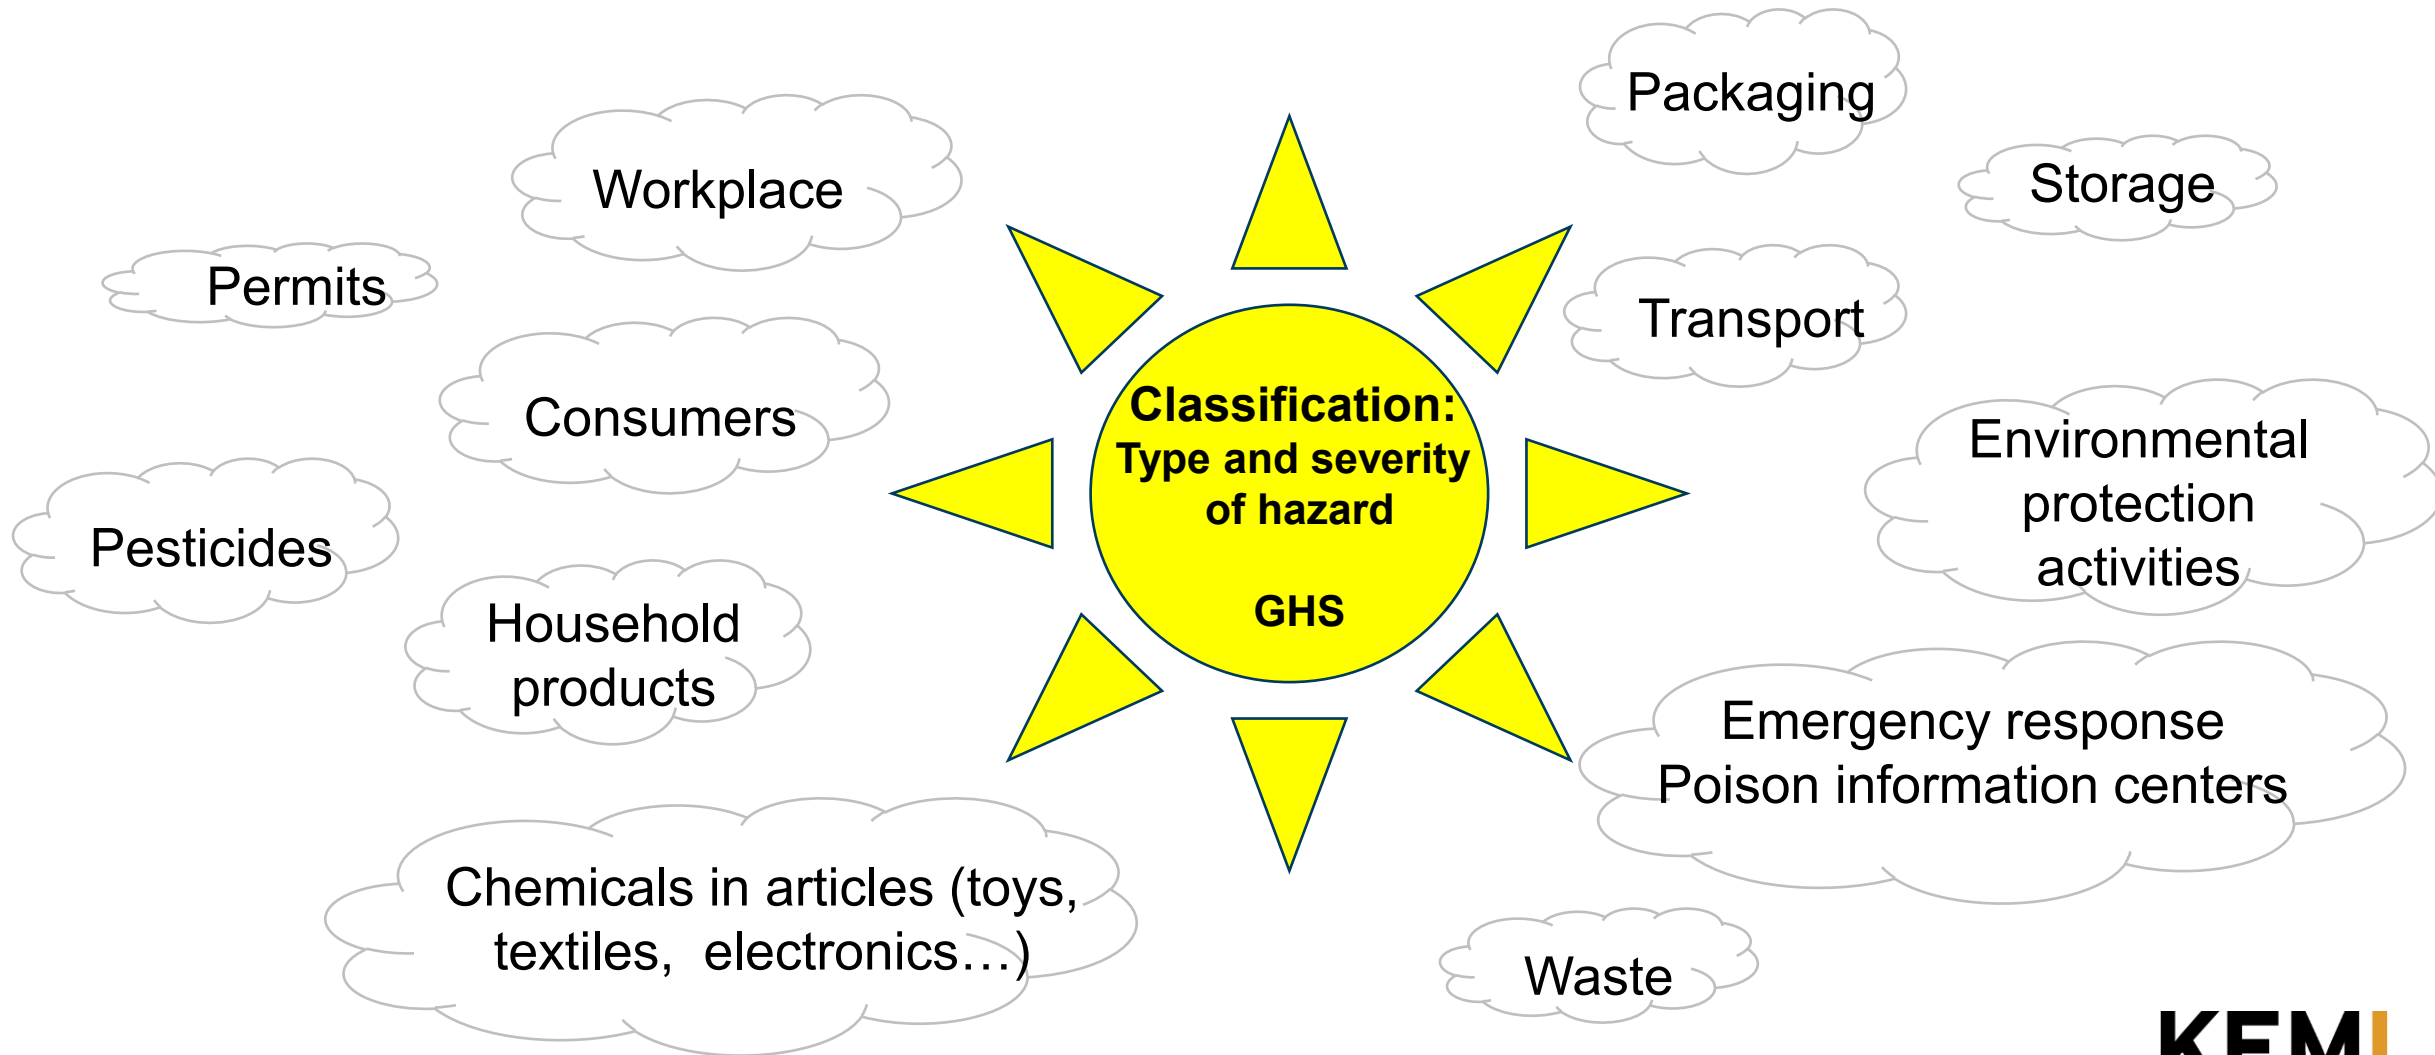 Packaging
Workplace
Storage
Permits
Transport
Consumers
Classification:
Type and severity
of hazard
GHS
Environmental
protection
activities
Pesticides
Household
products
Emergency response
Poison information centers
Chemicals in articles (toys,
textiles,  electronics…)
Waste
KEMI